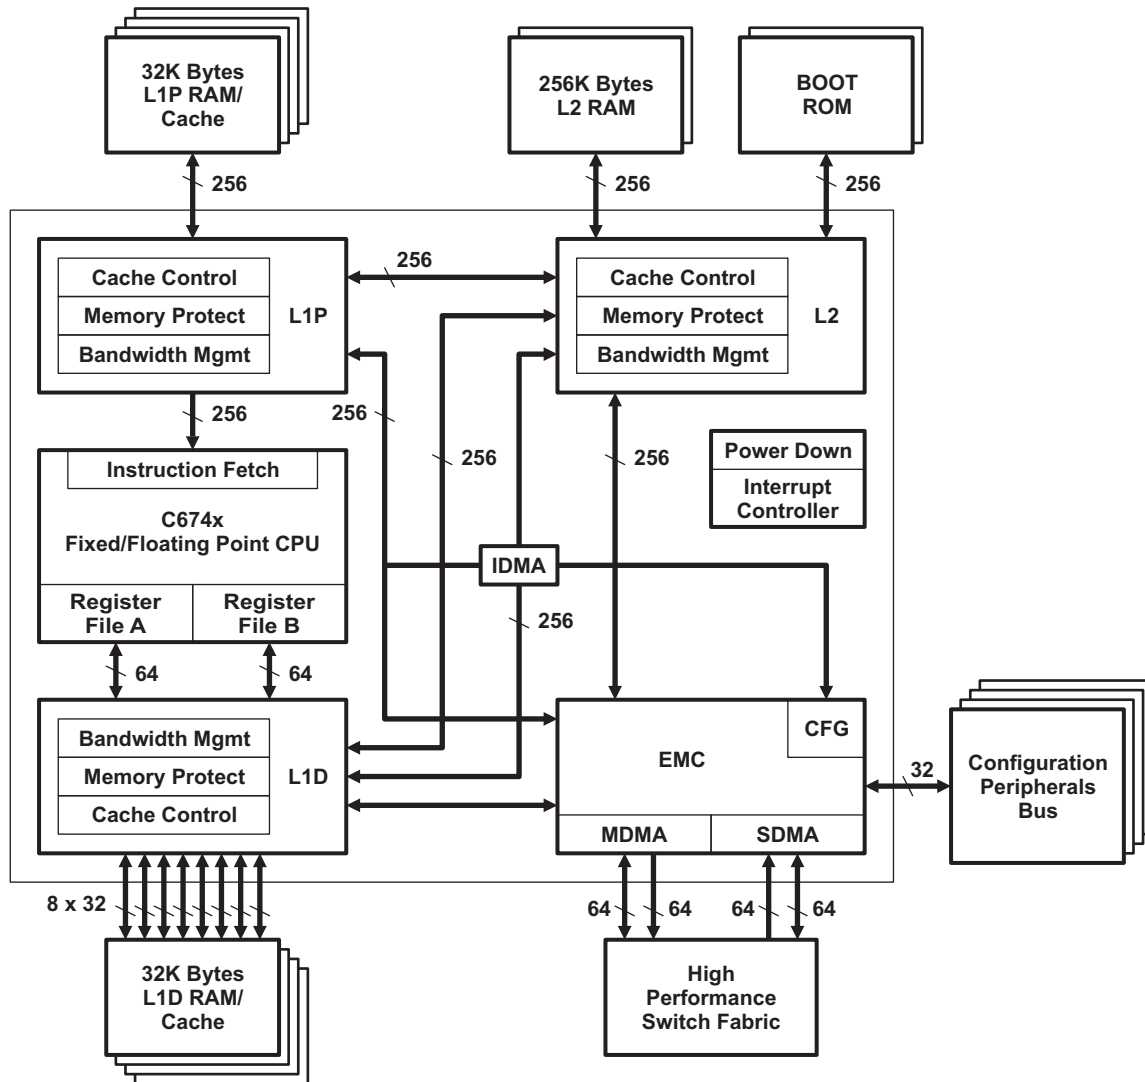 32K Bytes
L1P RAM/
Cache
256K Bytes
L2 RAM
BOOT
ROM
256
256
256
Cache Control
Memory Protect
Bandwidth Mgmt
L1P
256
Cache Control
Memory Protect
Bandwidth Mgmt
L2
256
256
256
256
Power Down
Interrupt
Controller
Instruction Fetch
C674x
Fixed/Floating Point CPU
Register
File A
Register
File B
IDMA
256
64
64
Bandwidth Mgmt
Memory Protect
Cache Control
L1D
EMC
CFG
MDMA
SDMA
32
Configuration
Peripherals
Bus
8 x 32
64
64
64
64
32K Bytes
L1D RAM/
Cache
High
Performance
Switch Fabric